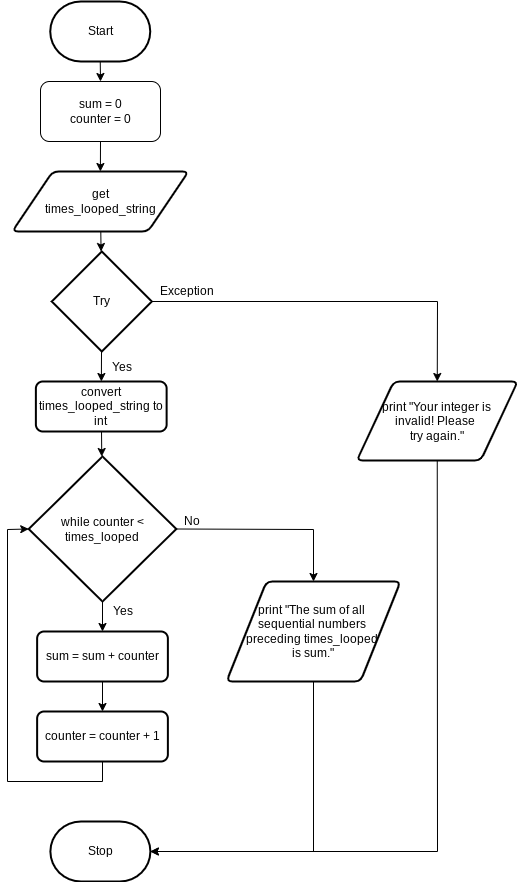 Start
sum = 0
counter = 0
get
times_looped_string
Try
Exception
Yes
convert
times_looped_string to
int
print "Your integer is
invalid! Please
try again."
while counter <
times_looped
No
Yes
print "The sum of all
sequential numbers
preceding times_looped
is sum."
sum = sum + counter
counter = counter + 1
Stop